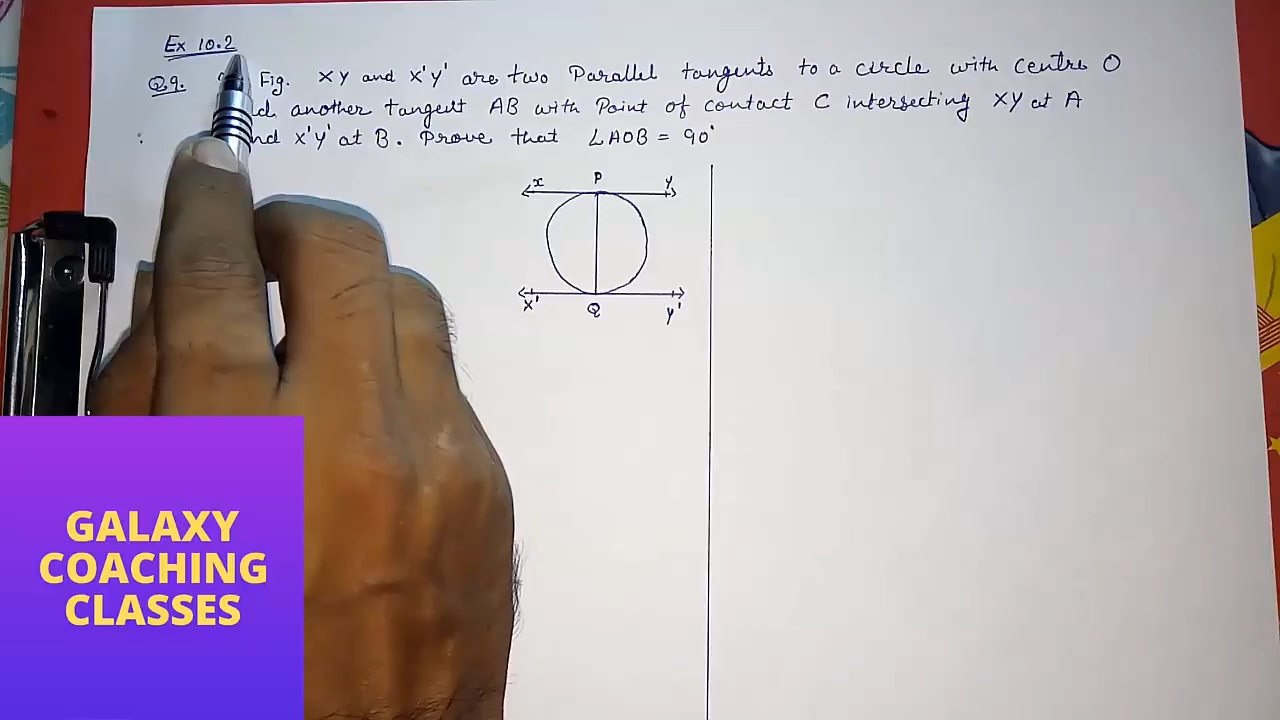 Ex 10.2
Q9. Fig. XY and X'Y' are two Parallel tangents to a circle with centre O
another tangent AB with Point of contact C intersecting XY at A
X'Y' at B. Prove that ∠AOB = 90°
x P y
X' Q Y'
GALAXY
COACHING
CLASSES